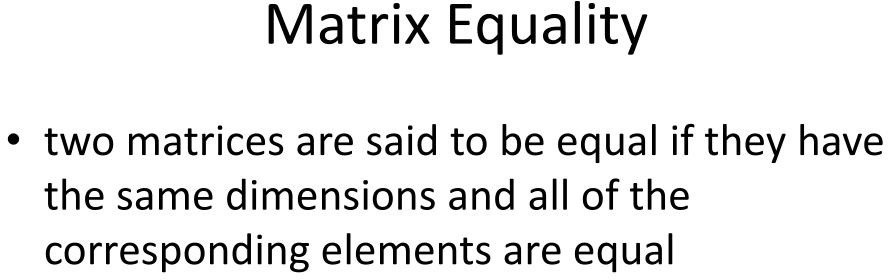 Matrix Equality
• two matrices are said to be equal if they have
the same dimensions and all of the
corresponding elements are equal